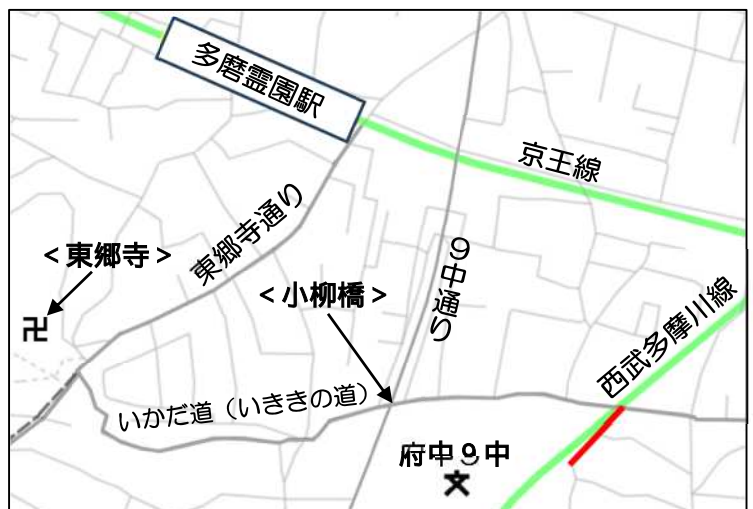 多磨霊園駅
京王線
東郷寺通り
＜東郷寺＞
9中通り
＜小柳橋＞
西武多摩川線
いかだ道（いききの道）
府中9中